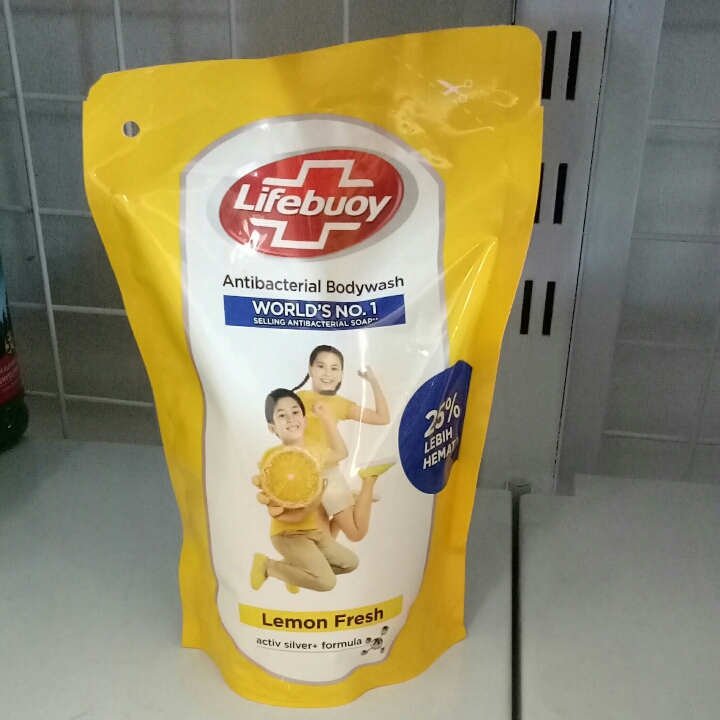 Lifebuoy
Antibacterial Bodywash
WORLD'S NO. 1
SELLING ANTIBACTERIAL SOAP
25%
LEBIH
HEMAT
Lemon Fresh
activ silver+ formula